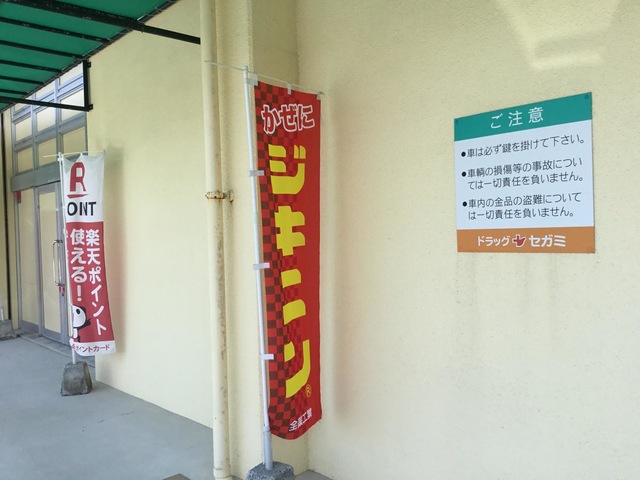 R
OINT
楽天ポイント
使える!
ポイントカード
かぜに
ジキニン
®
全薬工業
ご注意
●車は必ず鍵を掛けて下さい。
●車輌の損傷等の事故につい
ては一切責任を負いません。
●車内の金品の盗難について
は一切責任を負いません。
ドラッグ セガミ